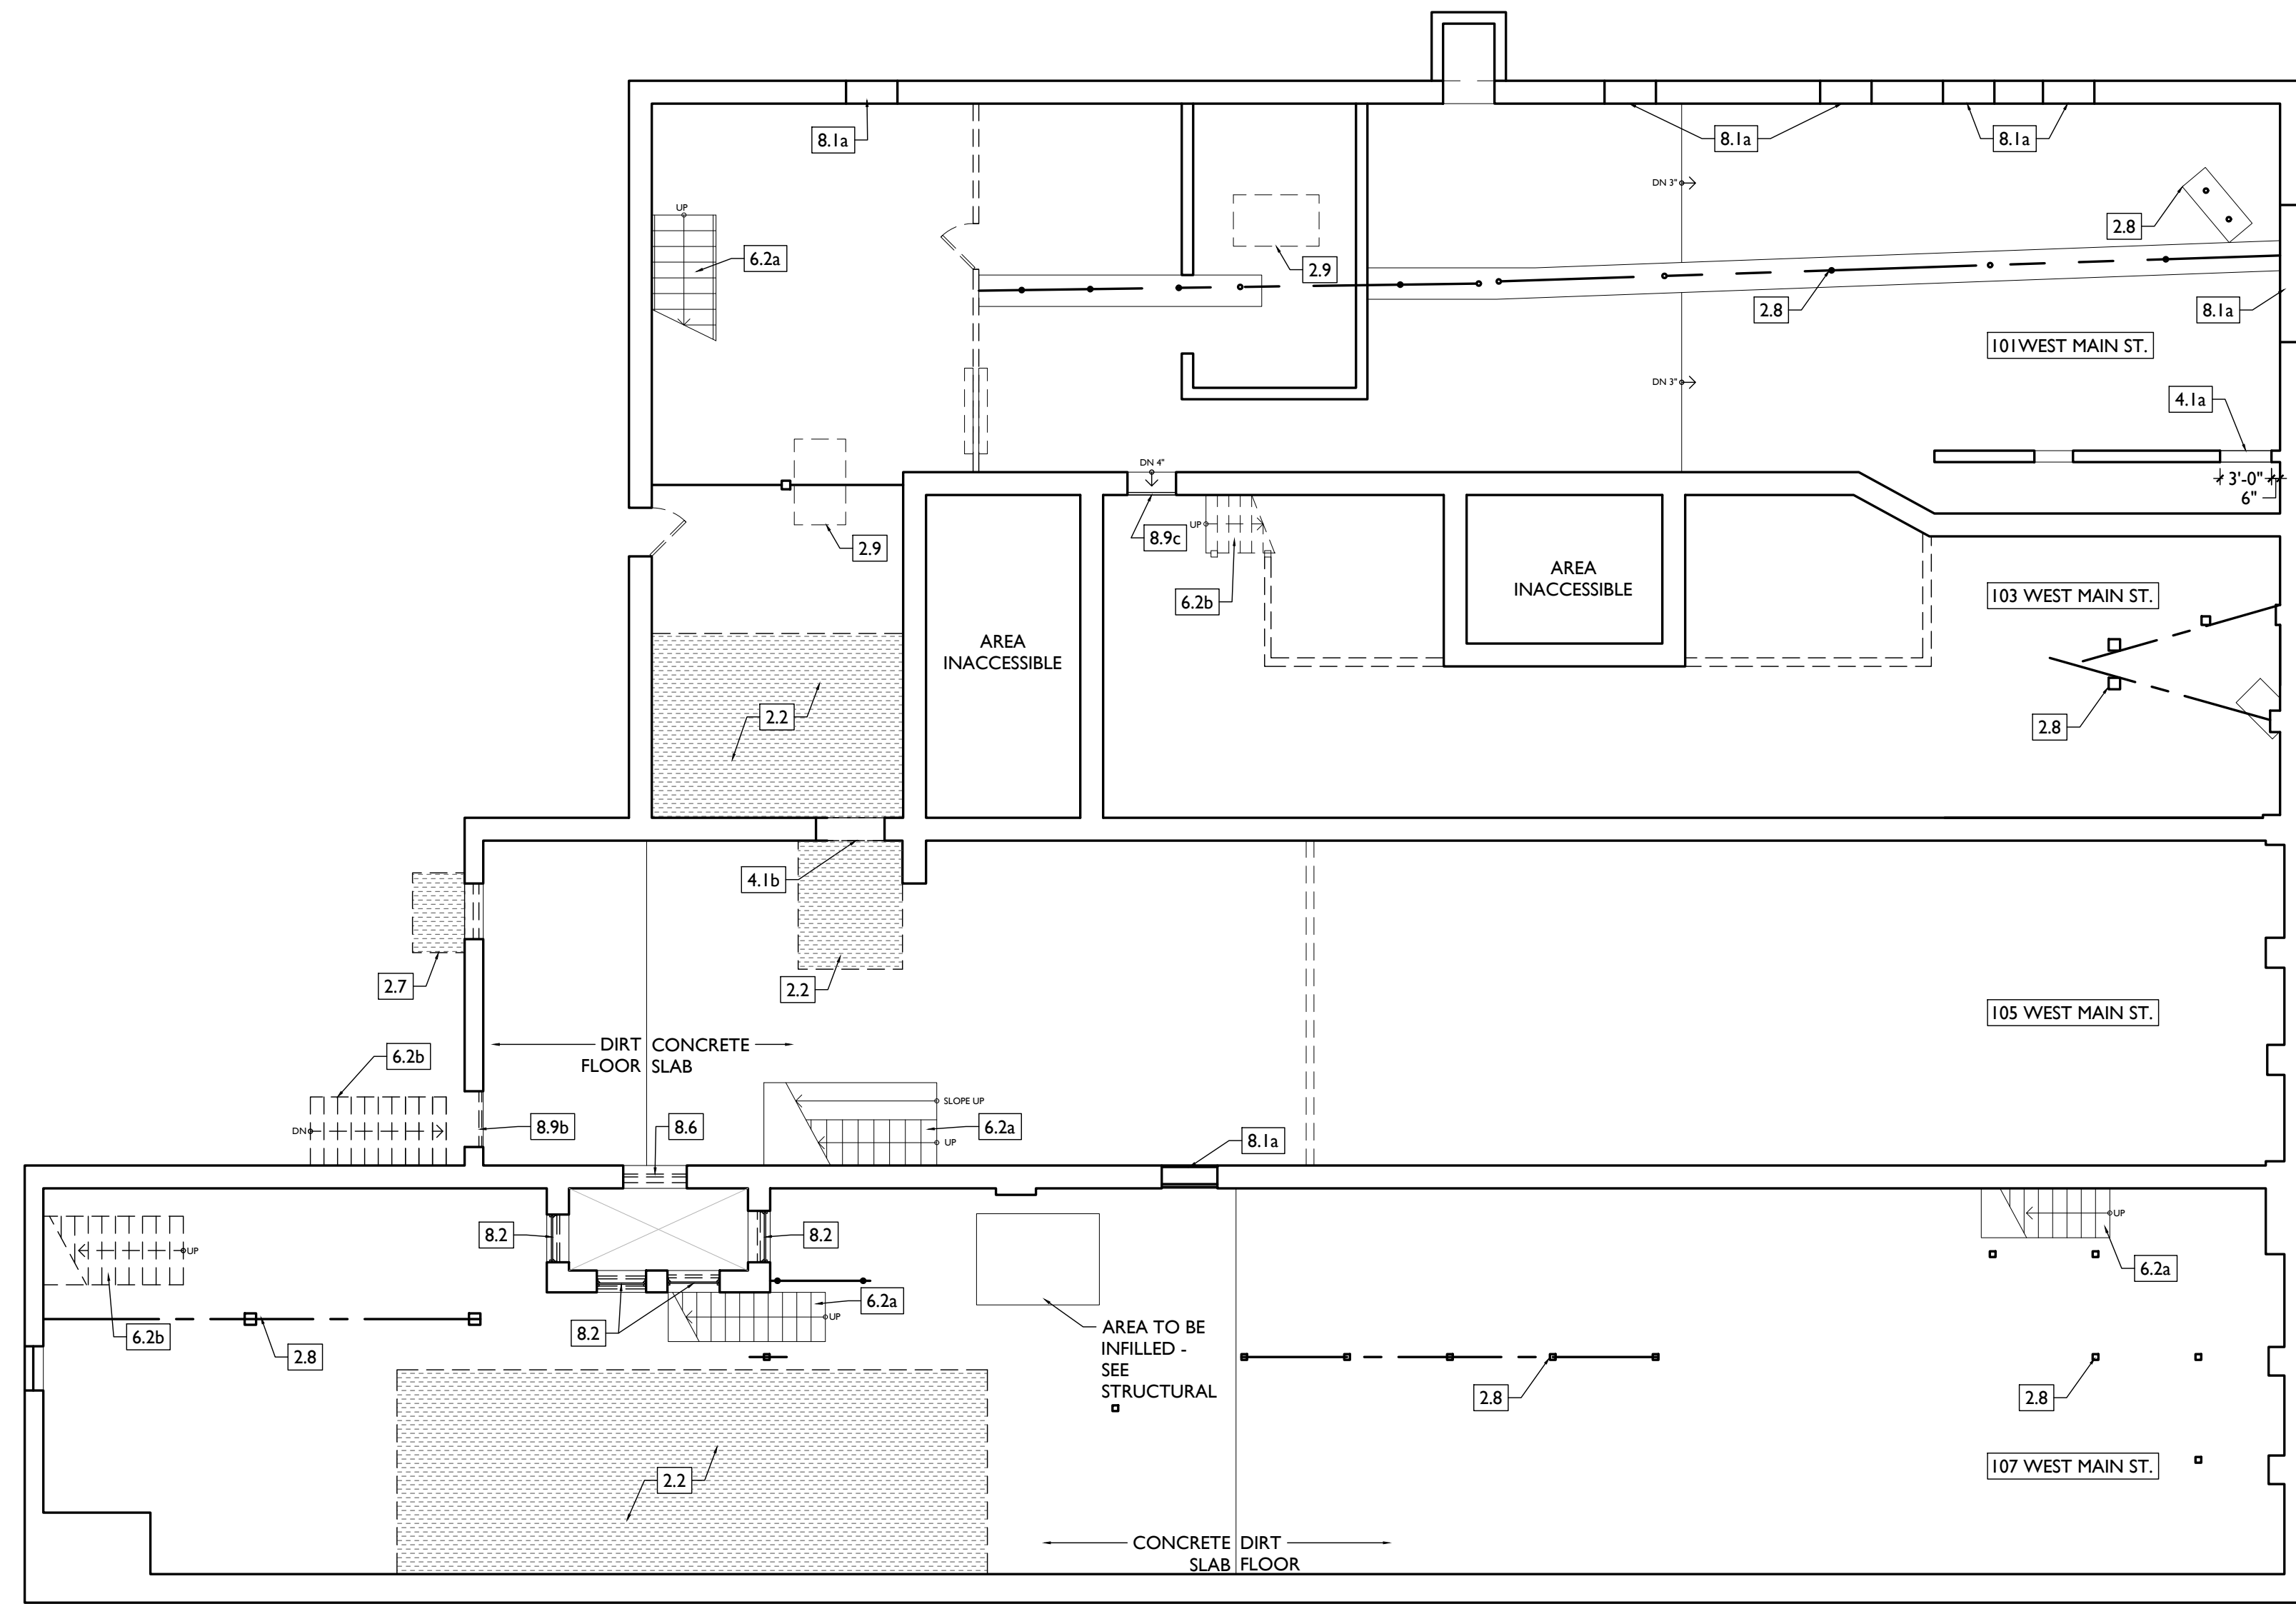 8.1a
8.1a
8.1a
DN 3"
UP
2.8
6.2a
2.9
2.8
8.1a
101WEST MAIN ST.
DN 3"
4.1a
DN 4"
3'-0"
6"
UP
8.9c
2.9
AREA
INACCESSIBLE
6.2b
103 WEST MAIN ST.
AREA
INACCESSIBLE
2.2
2.8
4.1b
2.7
2.2
105 WEST MAIN ST.
DIRT
FLOOR
CONCRETE
SLAB
6.2b
SLOPE UP
DN
8.9b
8.6
6.2a
UP
8.1a
UP
8.2
8.2
UP
6.2a
6.2a
UP
6.2b
8.2
2.8
AREA TO BE
INFILLED -
SEE
STRUCTURAL
2.8
2.8
2.2
107 WEST MAIN ST.
CONCRETE
SLAB
DIRT
FLOOR